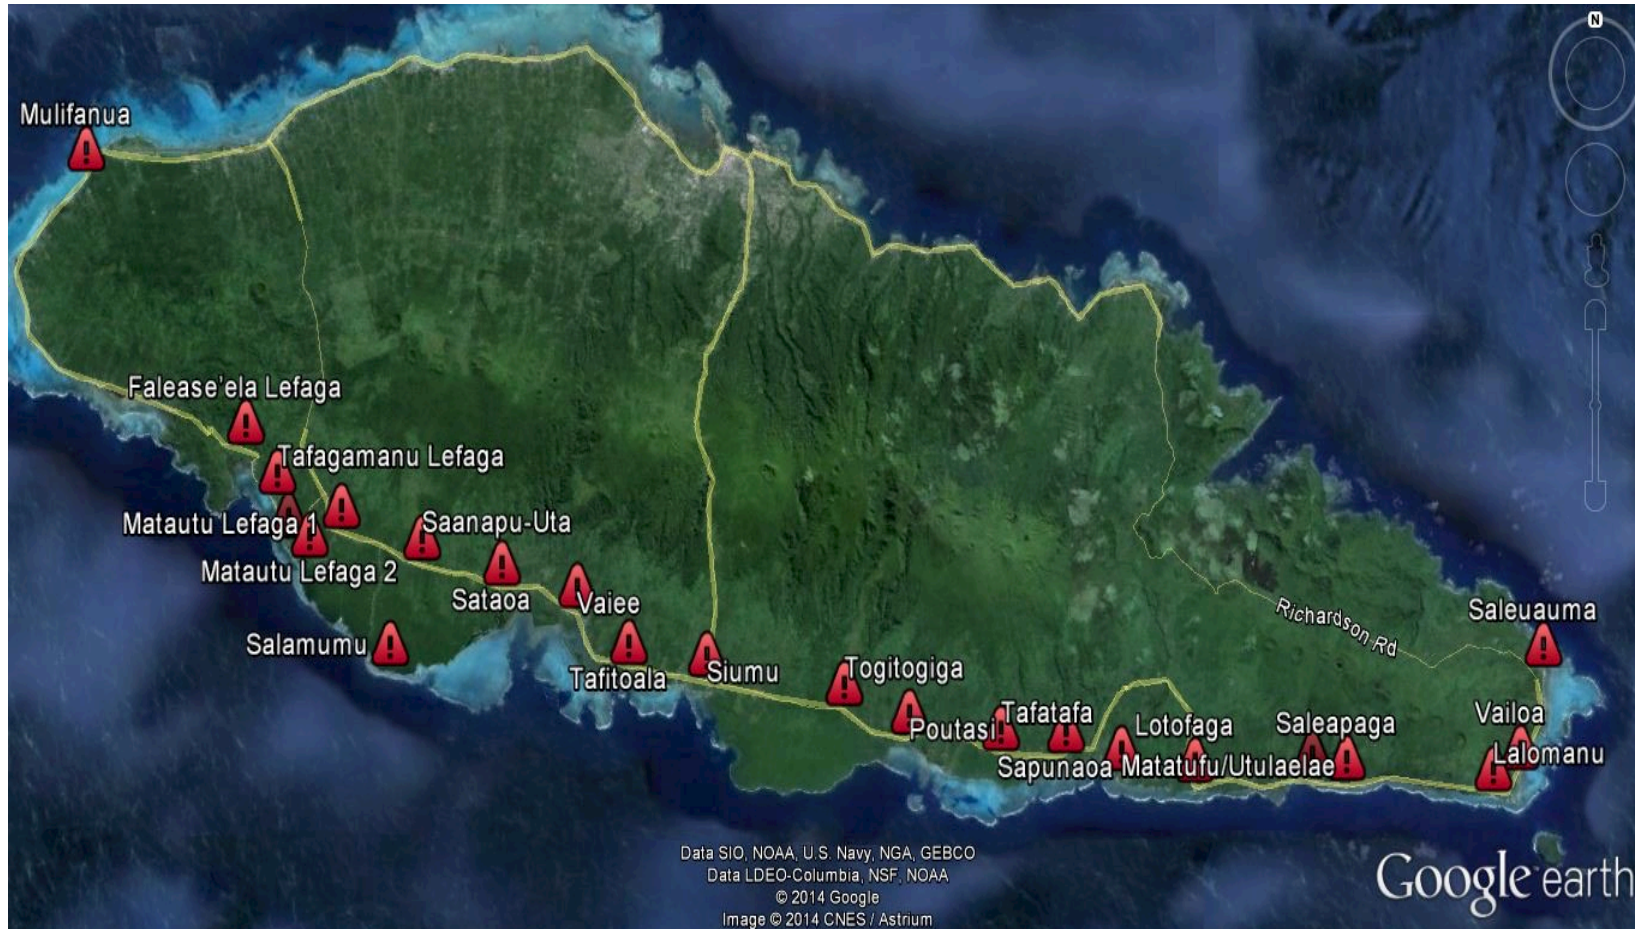 N
Mulifanua
Falease'ela Lefaga
Tafagamanu Lefaga
Matautu Lefaga 1
Saanapu-Uta
Matautu Lefaga 2
Sataoa
Vaiee
Salamumu
Tafitoala
Siumu
Togitogiga
Richardson Rd
Saleuauma
Poutasi
Tafatafa
Lotofaga
Saleapaga
Vailoa
Sapunaoa
Matatufu/Utulaelae
Lalomanu
Data SIO, NOAA, U.S. Navy, NGA, GEBCO
Data LDEO-Columbia, NSF, NOAA
© 2014 Google
Image © 2014 CNES / Astrium
Google earth